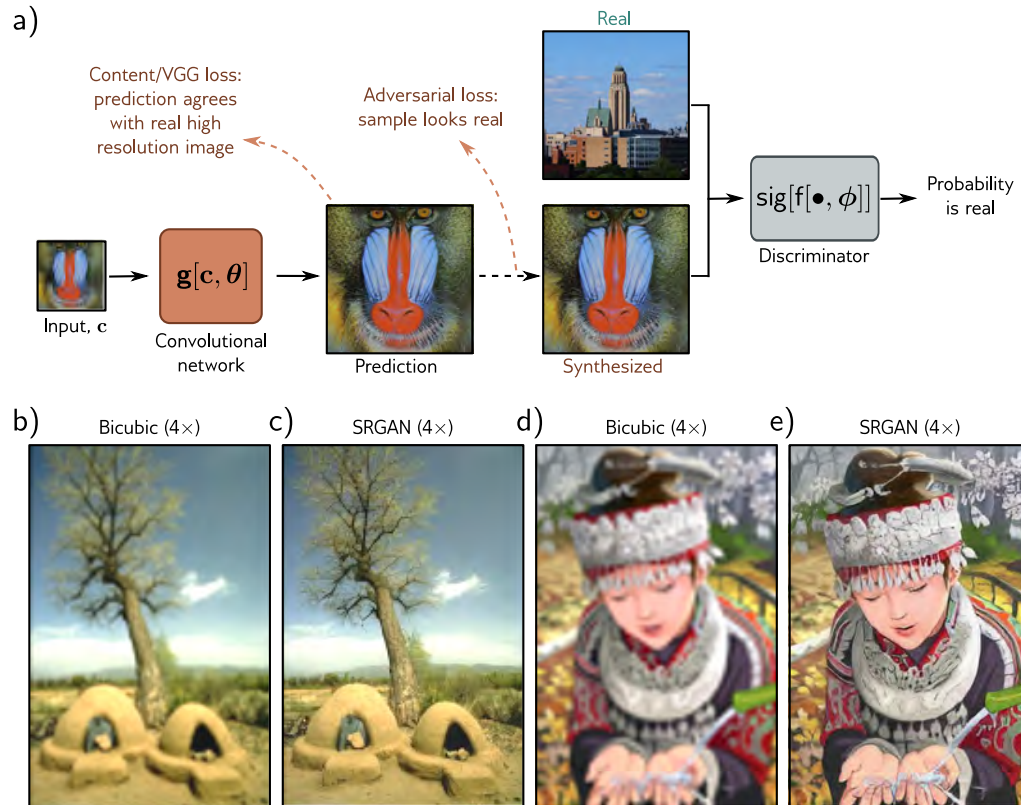 a)
Real
Content/VGG loss:
prediction agrees
with real high
resolution image
Adversarial loss:
sample looks real
g[c, θ]
sig[f[•, ϕ]]
Probability
is real
Discriminator
Input, c
Convolutional
network
Prediction
Synthesized
b)
Bicubic (4×)
c)
SRGAN (4×)
d)
Bicubic (4×)
e)
SRGAN (4×)